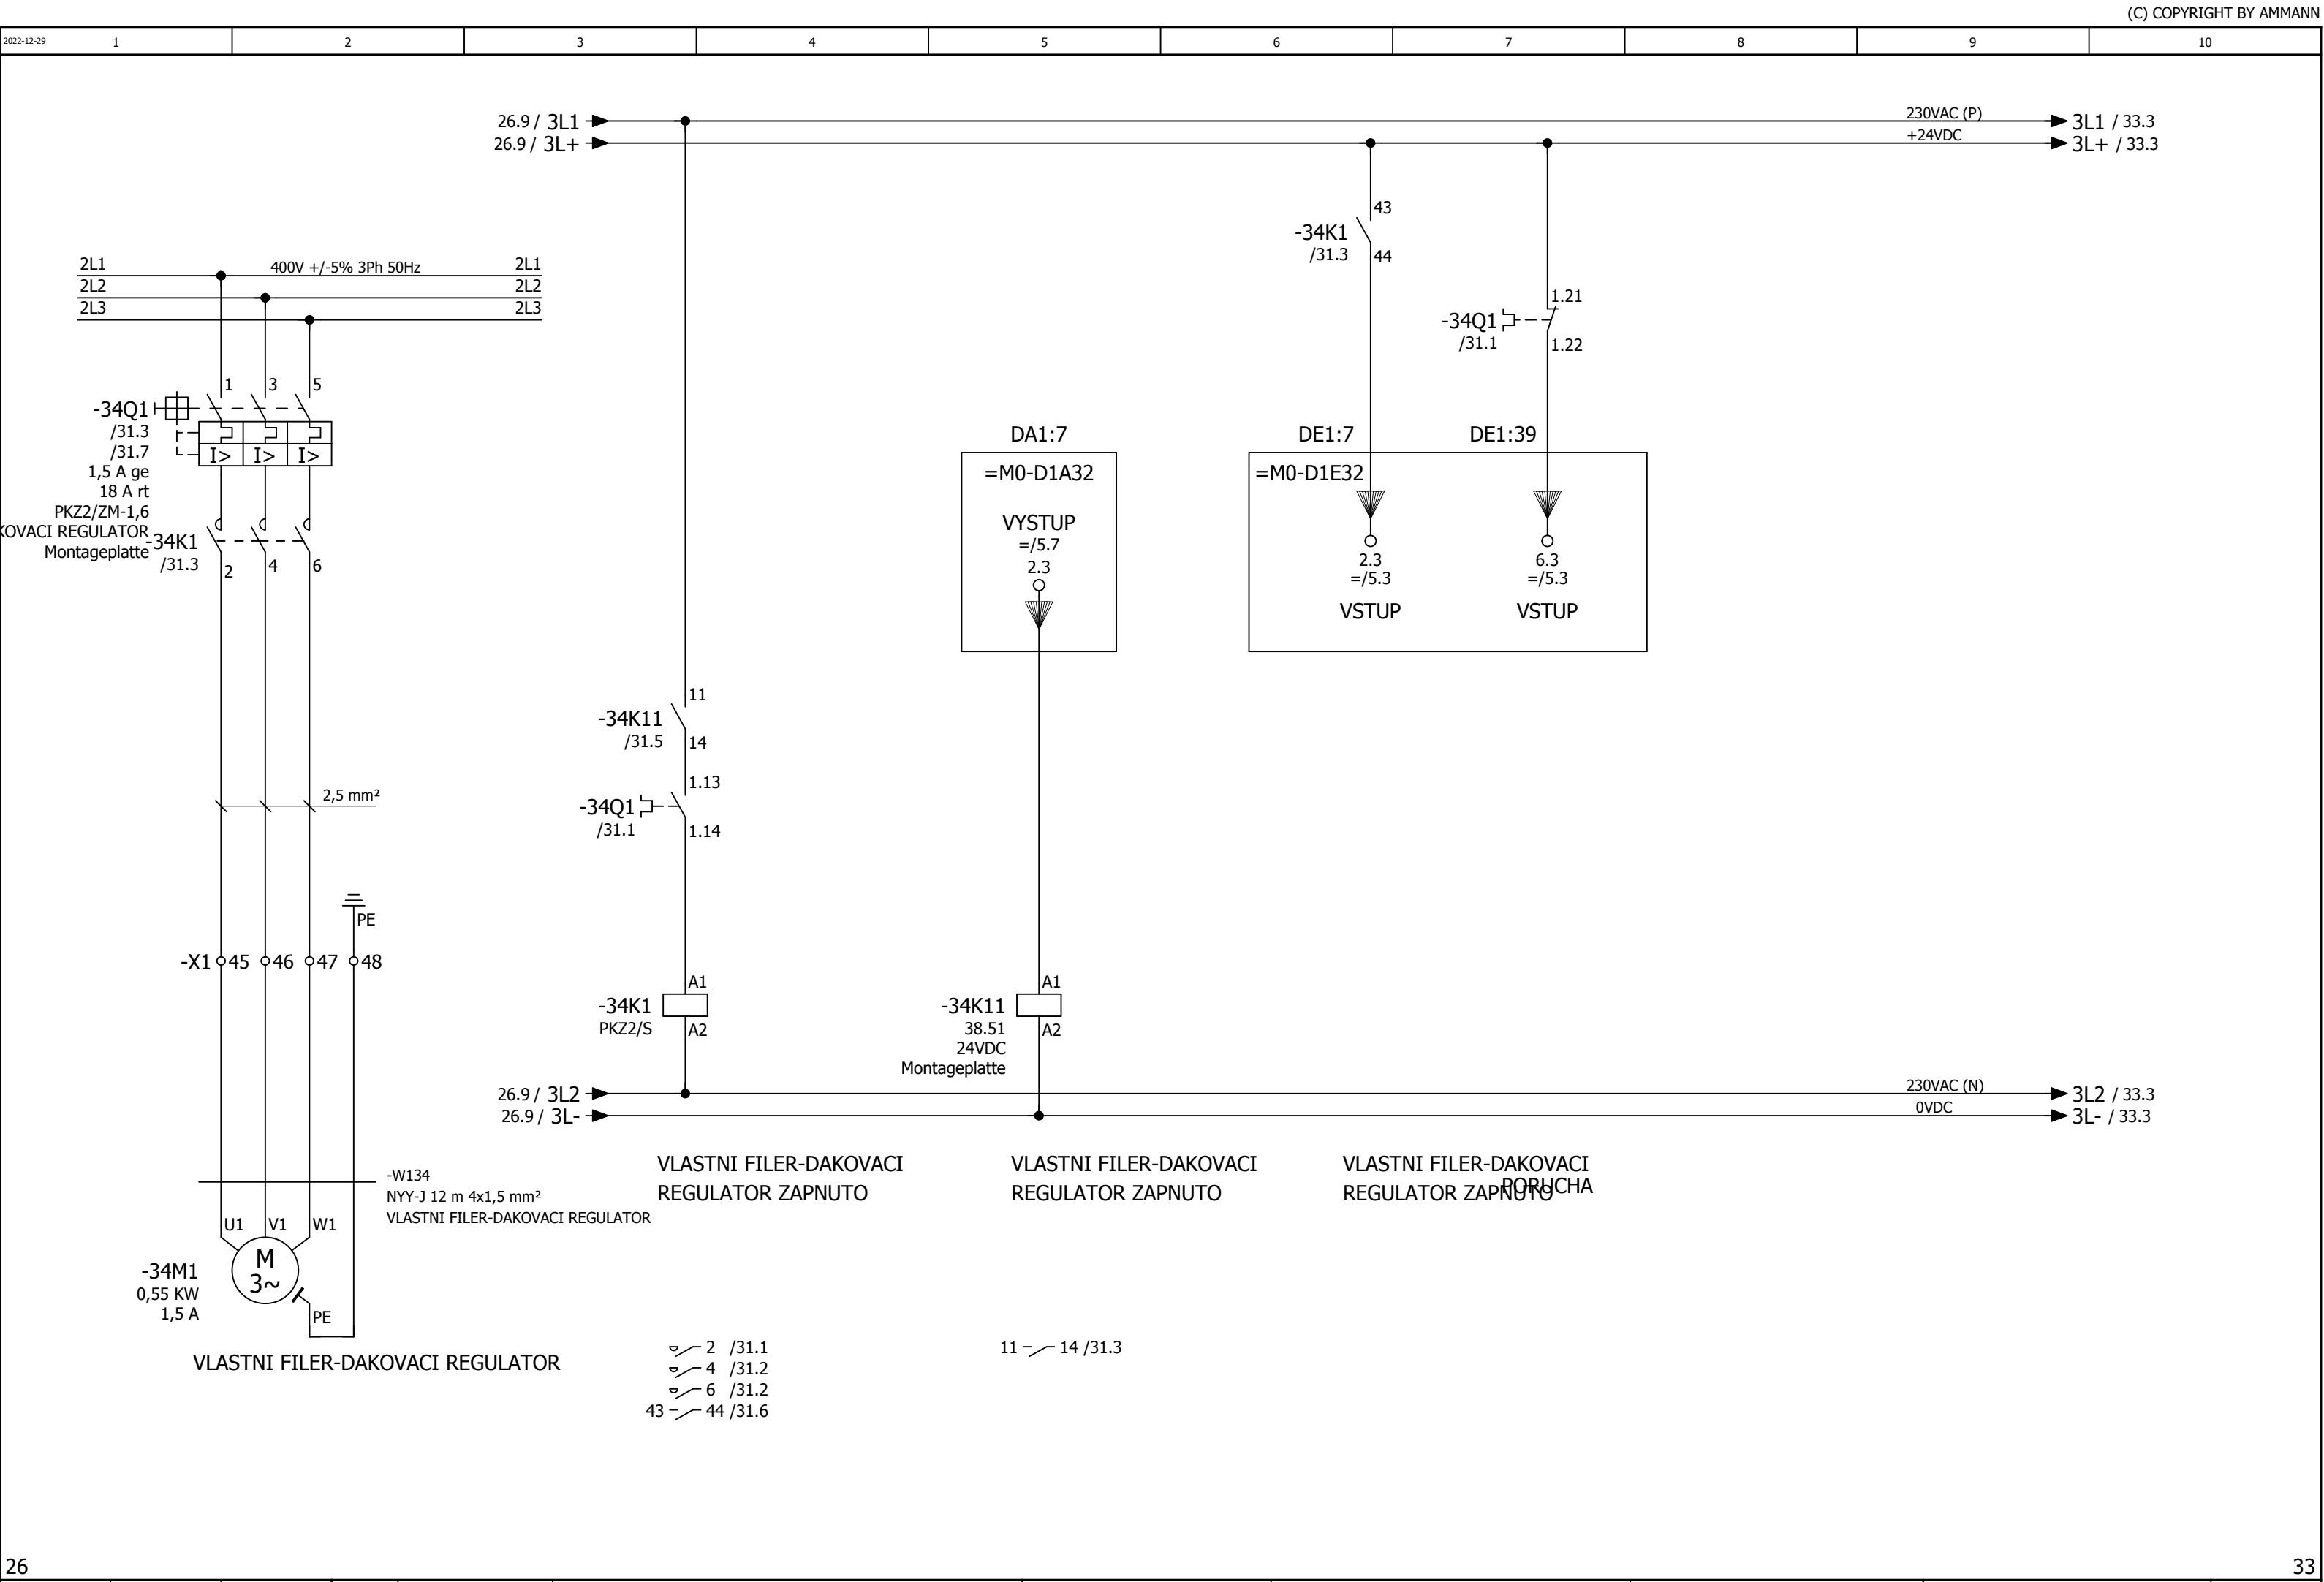 (C) COPYRIGHT BY AMMANN
2022-12-29 1 2 3 4 5 6 7 8 9 10
26.9 / 3L1 230VAC (P) 3L1 / 33.3
26.9 / 3L+ +24VDC 3L+ / 33.3
2L1 400V +/-5% 3Ph 50Hz 2L1
2L2 2L2
2L3 2L3
1 3 5
-34Q1
/31.3
/31.7
1,5 A ge
18 A rt
PKZ2/ZM-1,6
KOVACI REGULATOR
Montageplatte
I> I> I>
-34K1
/31.3
2 4 6
2,5 mm²
PE
-X1 45 46 47 48
-W134
NYY-J 12 m 4x1,5 mm²
VLASTNI FILER-DAKOVACI REGULATOR
U1 V1 W1
M
3~
-34M1
0,55 KW
1,5 A
PE
VLASTNI FILER-DAKOVACI REGULATOR
11
-34K11
/31.5
14
1.13
-34Q1
/31.1
1.14
A1
-34K1
PKZ2/S
A2
DA1:7
=M0-D1A32
VYSTUP
=/5.7
2.3
A1
-34K11
38.51
24VDC
Montageplatte
A2
43
-34K1
/31.3
44
1.21
-34Q1
/31.1
1.22
DE1:7 DE1:39
=M0-D1E32
2.3 6.3
=/5.3 =/5.3
VSTUP VSTUP
26.9 / 3L2 230VAC (N) 3L2 / 33.3
26.9 / 3L- 0VDC 3L- / 33.3
VLASTNI FILER-DAKOVACI
REGULATOR ZAPNUTO
VLASTNI FILER-DAKOVACI
REGULATOR ZAPNUTO
VLASTNI FILER-DAKOVACI
REGULATOR ZAPNUTO
PORUCHA
2 /31.1
4 /31.2
6 /31.2
43 44 /31.6
11 14 /31.3
26 33